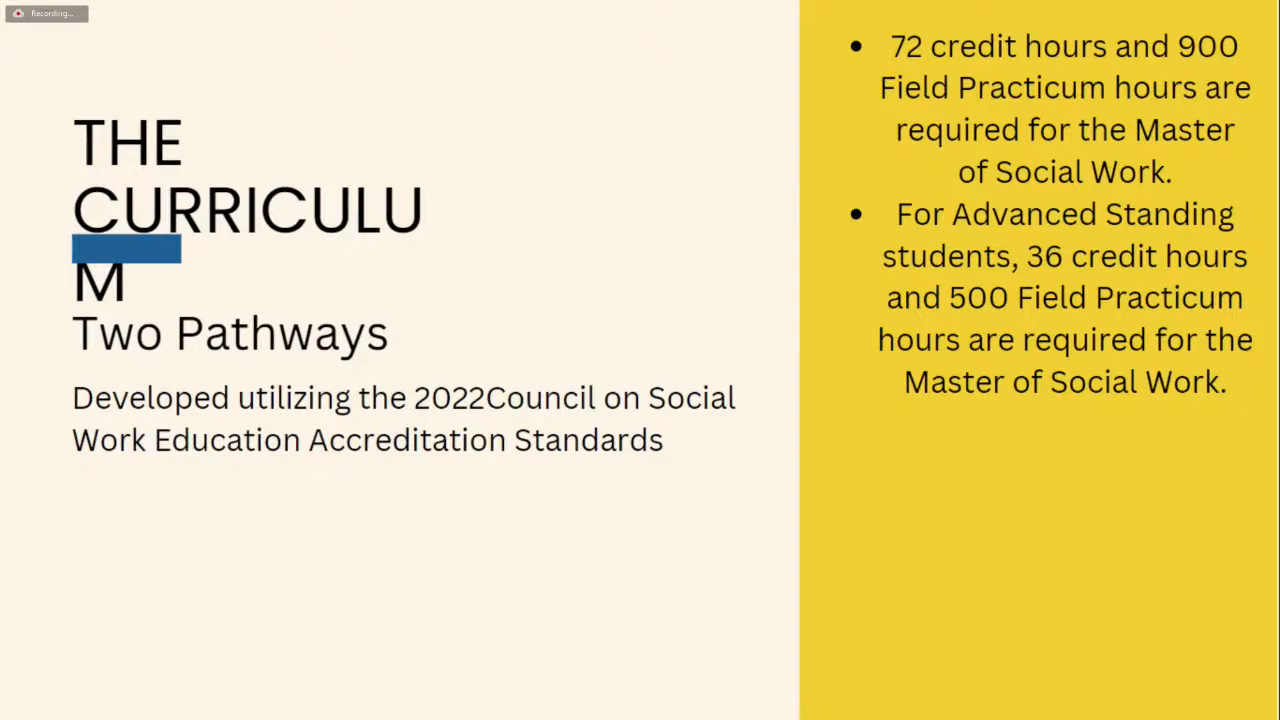 Recording...
THE
CURRICULU
M
Two Pathways
Developed utilizing the 2022Council on Social
Work Education Accreditation Standards
• 72 credit hours and 900
Field Practicum hours are
required for the Master
of Social Work.
• For Advanced Standing
students, 36 credit hours
and 500 Field Practicum
hours are required for the
Master of Social Work.